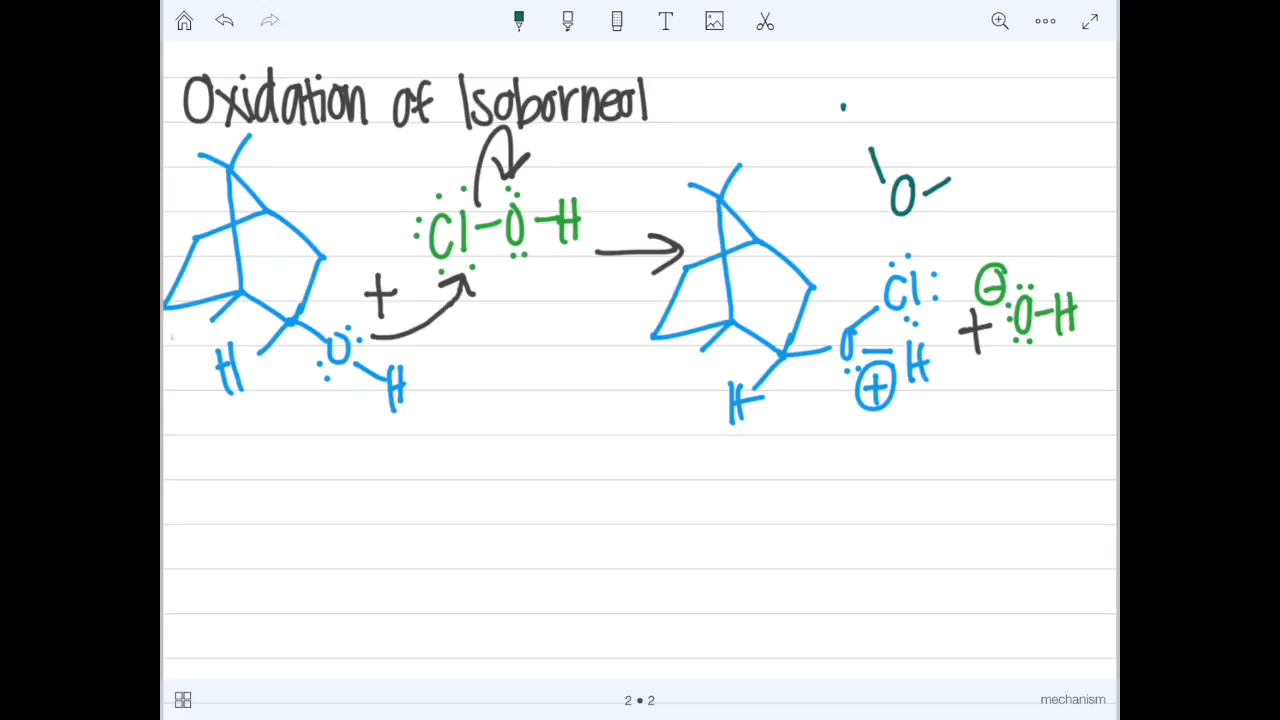 Oxidation of Isoborneol
Cl-O-H
+
H O H
O
Cl
O H
+
H
+
⊖
O-H
2 • 2
mechanism
T